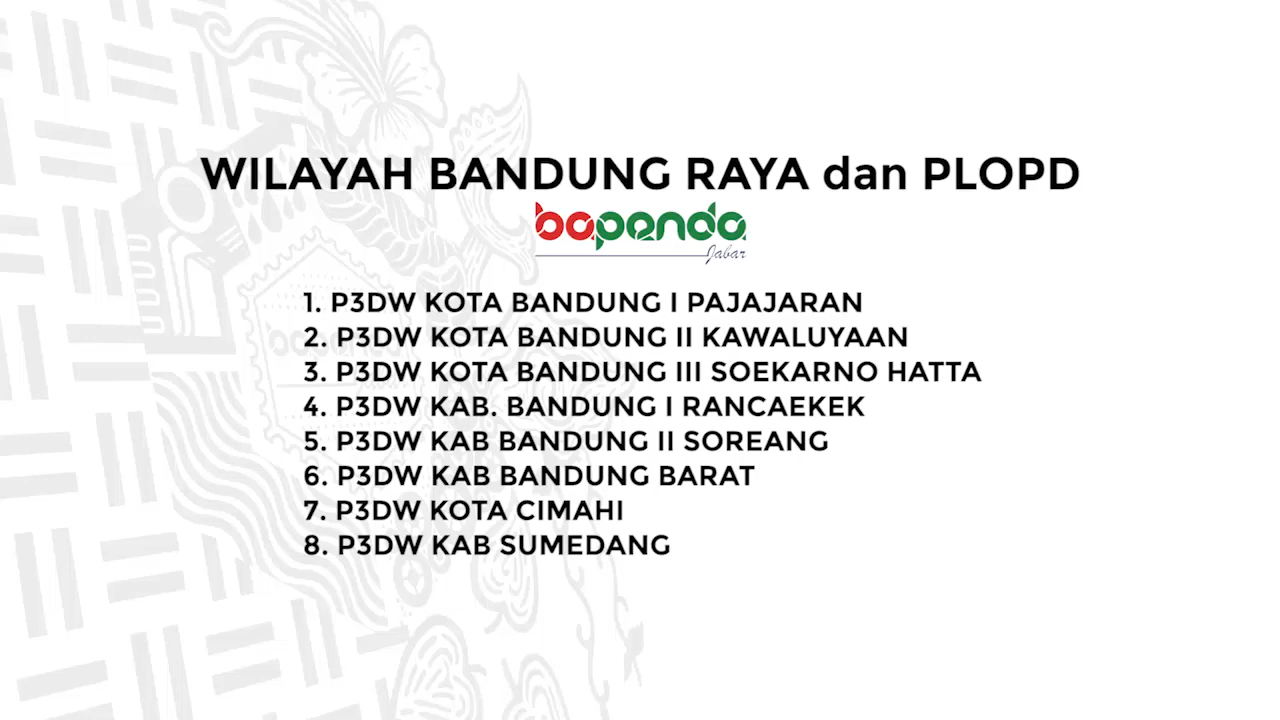 WILAYAH BANDUNG RAYA dan PLOPD
bapenda
Jabar
1. P3DW KOTA BANDUNG I PAJAJARAN
2. P3DW KOTA BANDUNG II KAWALUYAAN
3. P3DW KOTA BANDUNG III SOEKARNO HATTA
4. P3DW KAB. BANDUNG I RANCAEKEK
5. P3DW KAB BANDUNG II SOREANG
6. P3DW KAB BANDUNG BARAT
7. P3DW KOTA CIMAHI
8. P3DW KAB SUMEDANG